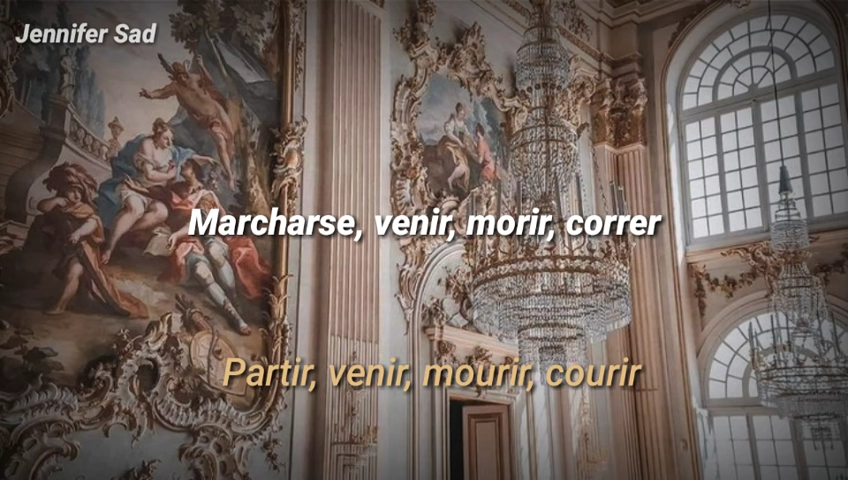 Jennifer Sad
Marcharse, venir, morir, correr
Partir, venir, mourir, courir